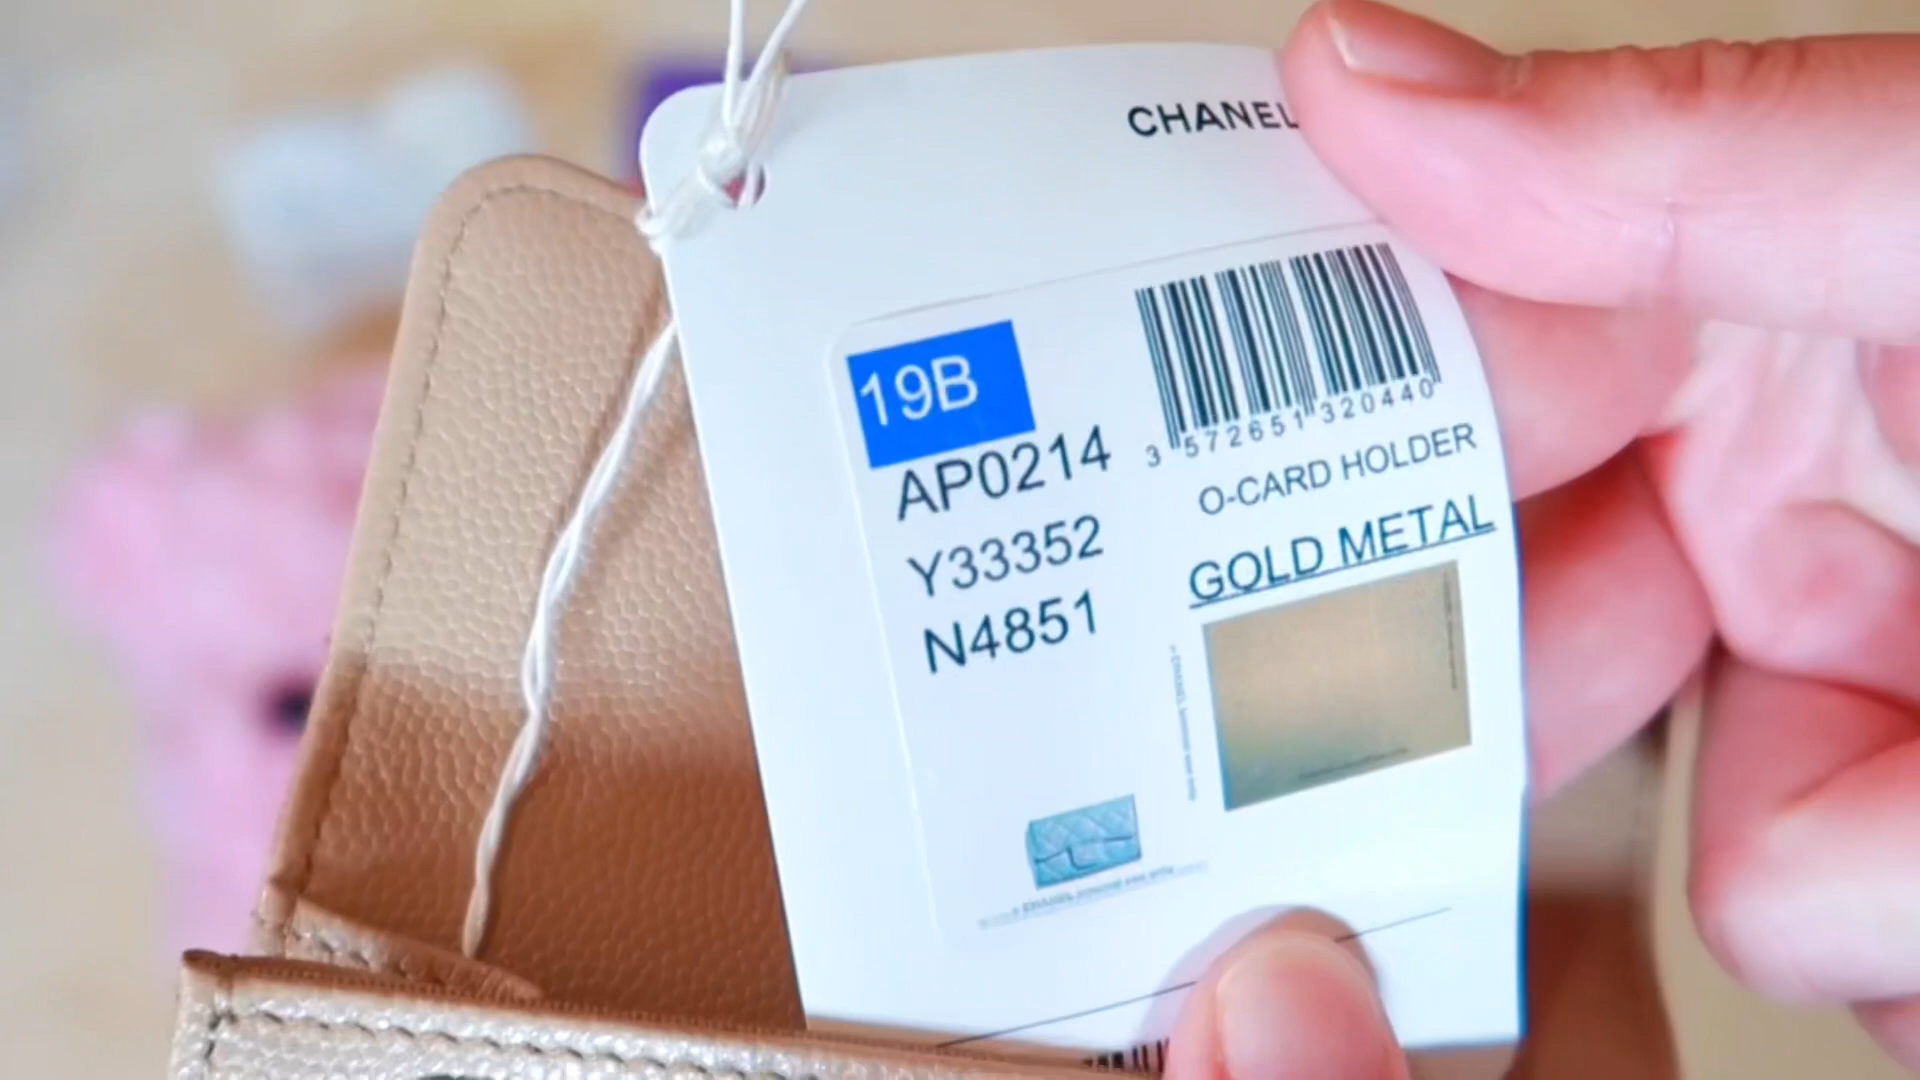 CHANEL
19B
AP0214
Y33352
N4851
3 572651 320440
O-CARD HOLDER
GOLD METAL